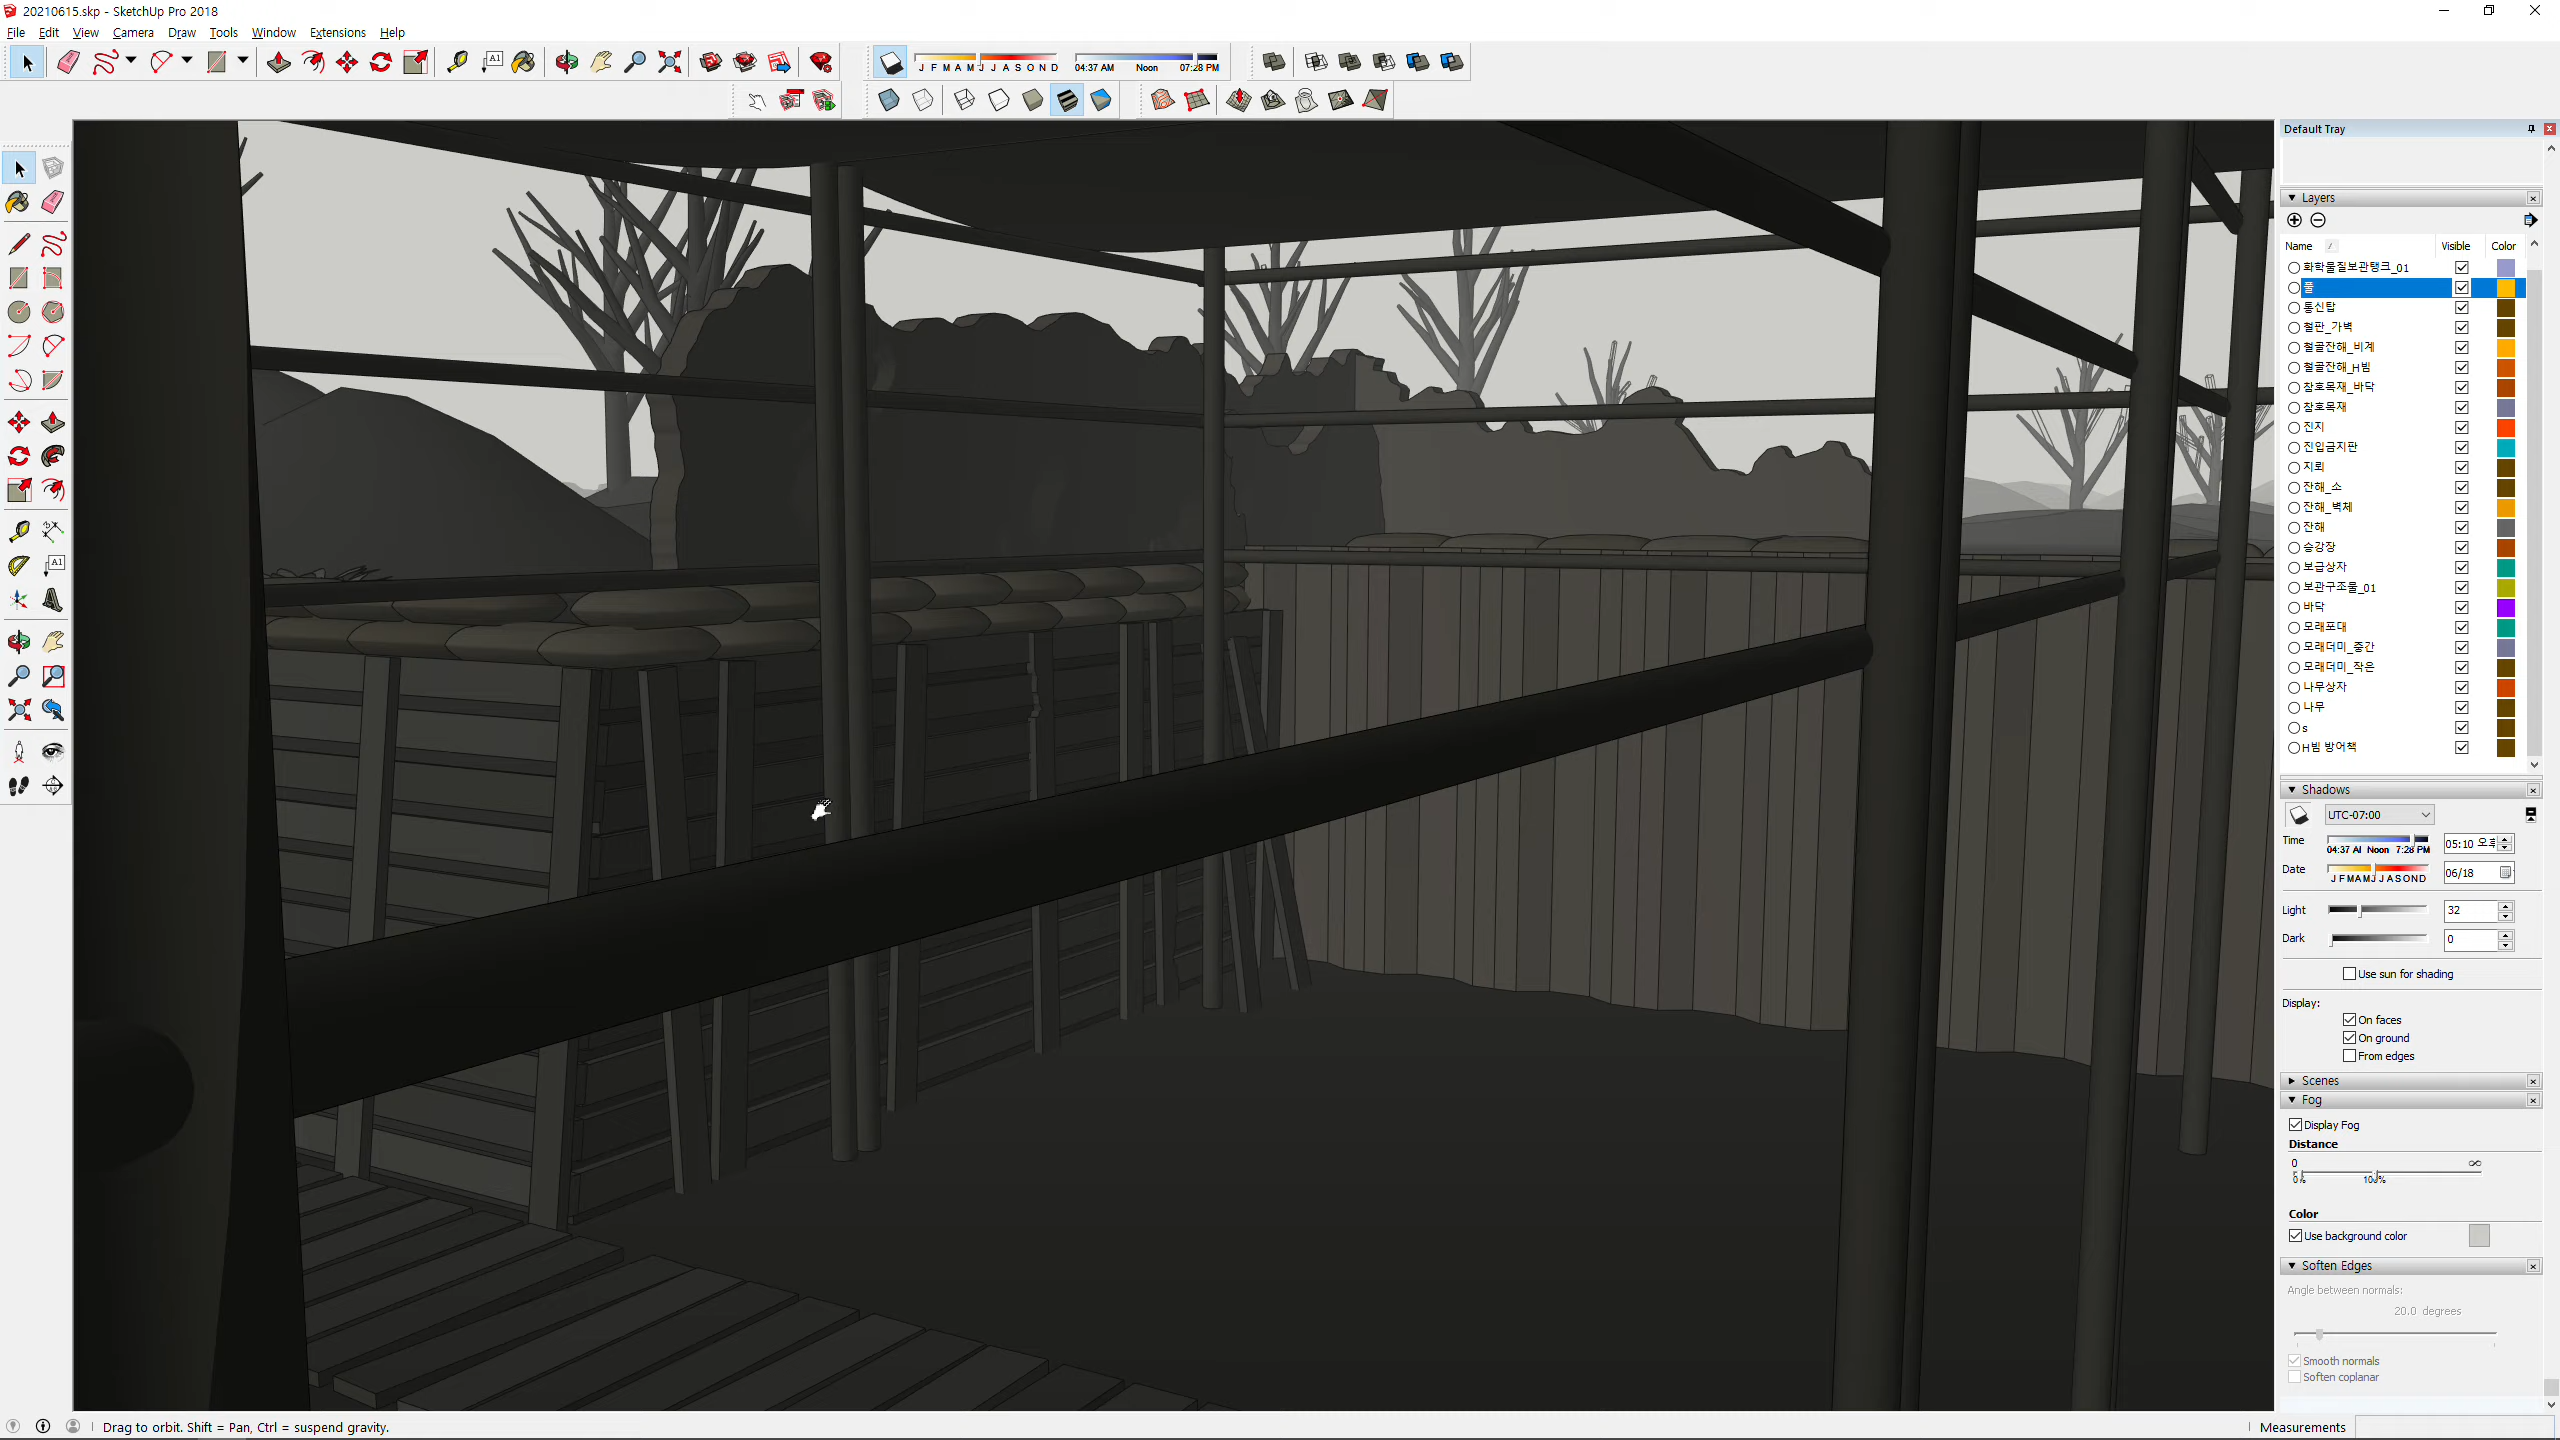 20210615.skp - SketchUp Pro 2018
File Edit View Camera Draw Tools Window Extensions Help
J F M A M J J A S O N D
04:37 AM Noon 07:28 PM
A1
A1
Default Tray
Layers
Name Visible Color
화학물질보관탱크_01
풀
통신탑
철판_가벽
철골잔해_비계
철골잔해_H빔
참호목재_바닥
참호목재
진지
진입금지판
지뢰
잔해_소
잔해_벽체
잔해
승강장
보급상자
보관구조물_01
바닥
모래포대
모래더미_중간
모래더미_작은
나무상자
나무
s
H빔 방어책
Shadows
UTC-07:00
Time 04:37 AI Noon 7:28 PM 05:10 오후
Date J F M A M J J A S O N D 06/18
Light 32
Dark 0
Use sun for shading
Display:
On faces
On ground
From edges
Scenes
Fog
Display Fog
Distance
0 ∞
0% 100%
Color
Use background color
Soften Edges
Angle between normals:
20.0 degrees
Smooth normals
Soften coplanar
Drag to orbit. Shift = Pan, Ctrl = suspend gravity.
Measurements